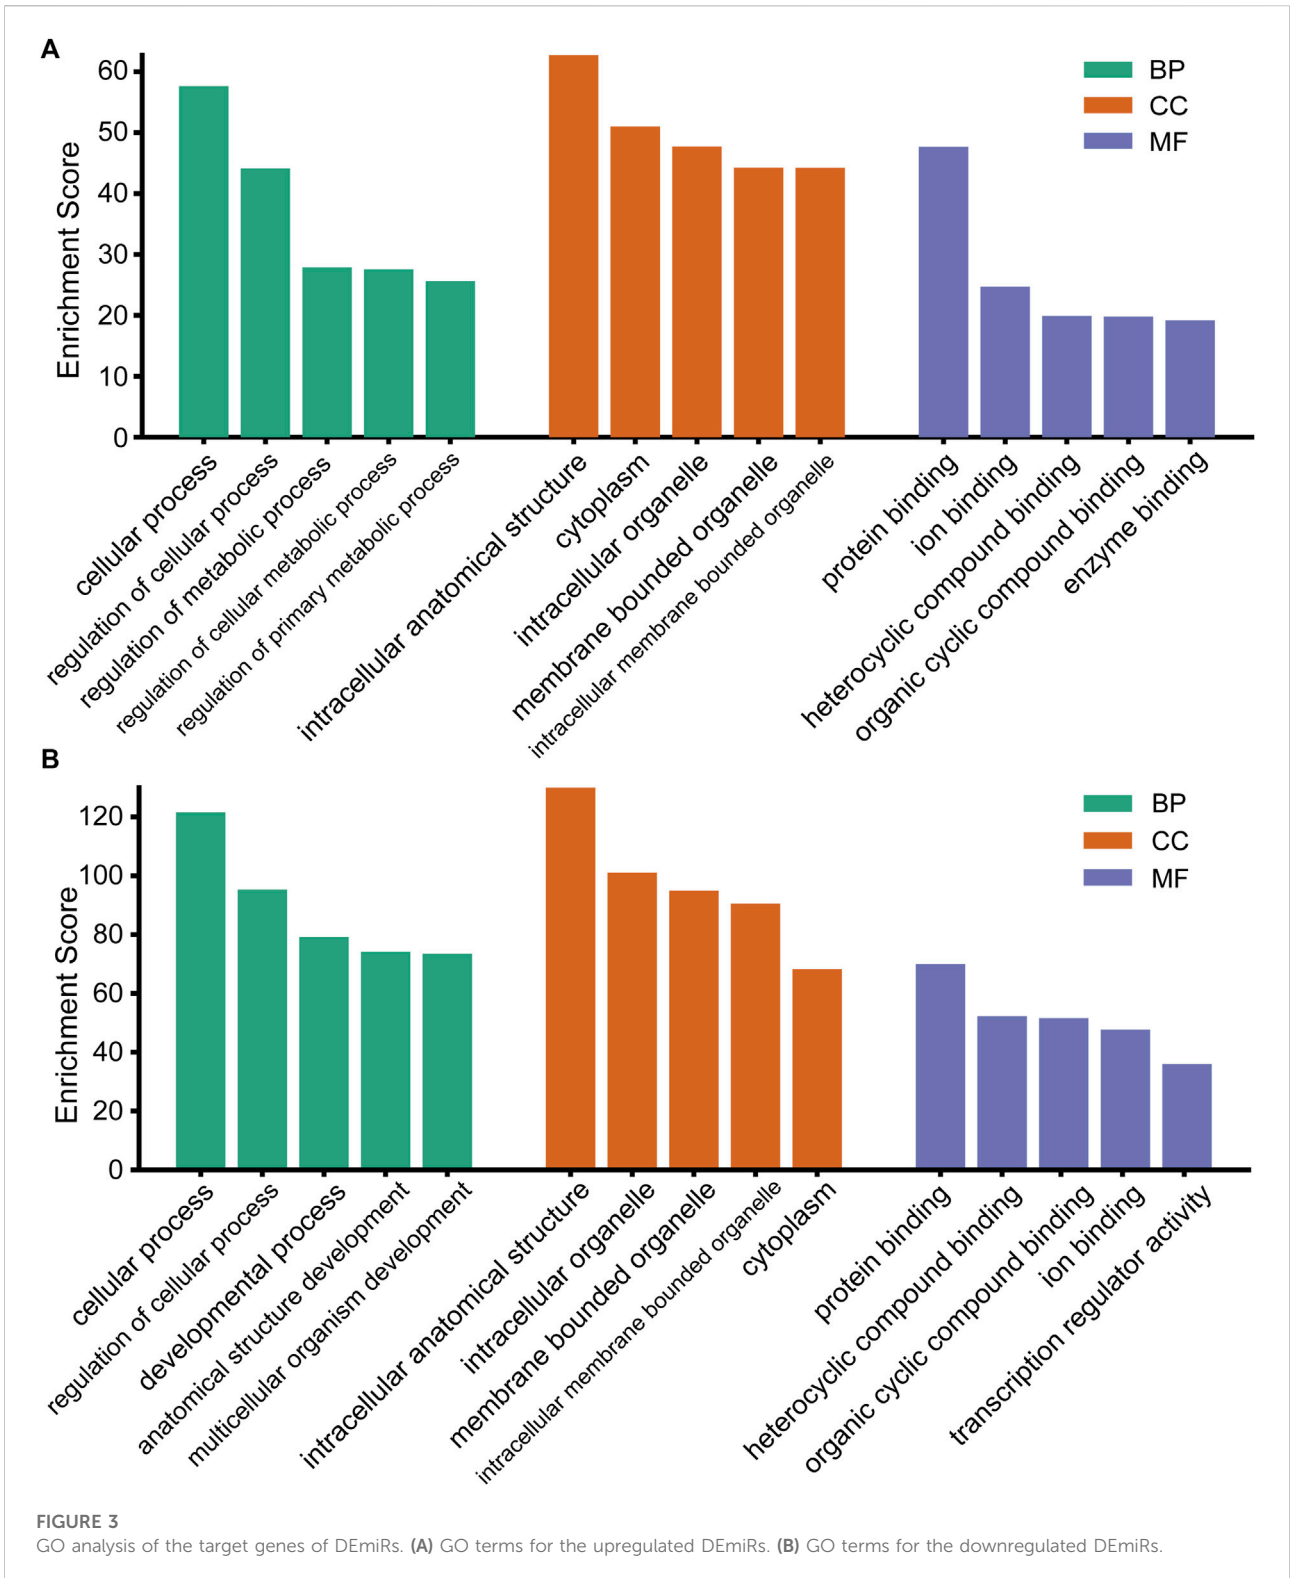 A
Enrichment Score
60
50
40
30
20
10
0
BP
CC
MF
cellular process
regulation of cellular process
regulation of metabolic process
regulation of cellular metabolic process
regulation of primary metabolic process
intracellular anatomical structure
cytoplasm
intracellular organelle
membrane bounded organelle
intracellular membrane bounded organelle
protein binding
ion binding
heterocyclic compound binding
organic cyclic compound binding
enzyme binding
B
Enrichment Score
120
100
80
60
40
20
0
BP
CC
MF
cellular process
regulation of cellular process
developmental process
anatomical structure development
multicellular organism development
intracellular anatomical structure
intracellular organelle
membrane bounded organelle
intracellular membrane bounded organelle
cytoplasm
protein binding
heterocyclic compound binding
organic cyclic compound binding
ion binding
transcription regulator activity
FIGURE 3
GO analysis of the target genes of DEmiRs. (A) GO terms for the upregulated DEmiRs. (B) GO terms for the downregulated DEmiRs.